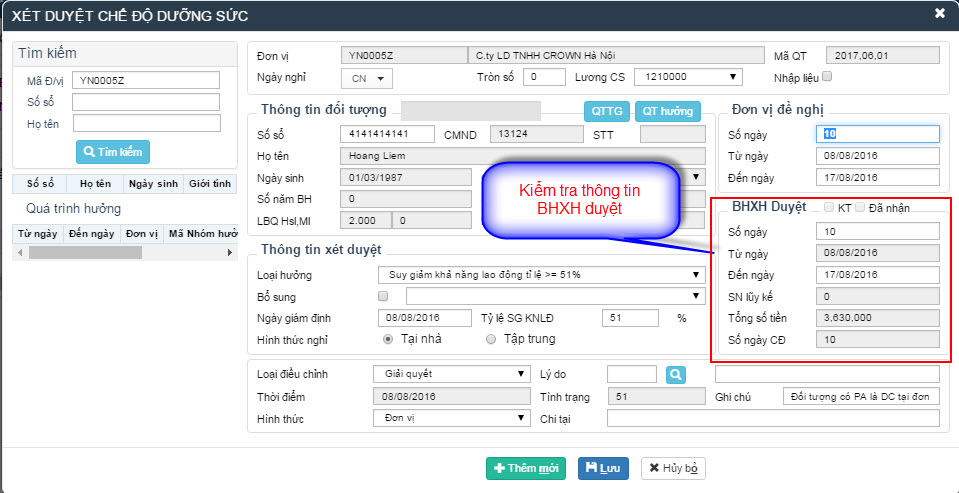 XÉT DUYỆT CHẾ ĐỘ DƯỠNG SỨC
Tìm kiếm
Mã Đ/vị YN0005Z
Số sổ
Họ tên
Tìm kiếm
Số sổ Họ tên Ngày sinh Giới tính
Quá trình hưởng
Từ ngày Đến ngày Đơn vị Mã Nhóm hưở
Đơn vị YN0005Z C.ty LD TNHH CROWN Hà Nội Mã QT 2017,06,01
Ngày nghỉ CN Tròn số 0 Lương CS 1210000 Nhập liệu
Thông tin đối tượng QTTG QT hưởng
Số sổ 4141414141 CMND 13124 STT
Họ tên Hoang Liem
Ngày sinh 01/03/1987
Số năm BH 0
LBQ Hsl,Ml 2.000 0
Kiểm tra thông tin
BHXH duyệt
Đơn vị đề nghị
Số ngày 10
Từ ngày 08/08/2016
Đến ngày 17/08/2016
BHXH Duyệt KT Đã nhận
Số ngày 10
Từ ngày 08/08/2016
Đến ngày 17/08/2016
SN lũy kế 0
Tổng số tiền 3,630,000
Số ngày CĐ 10
Thông tin xét duyệt
Loại hưởng Suy giảm khả năng lao động tỉ lệ >= 51%
Bổ sung
Ngày giám định 08/08/2016 Tỷ lệ SG KNLĐ 51 %
Hình thức nghỉ Tại nhà Tập trung
Loại điều chỉnh Giải quyết Lý do
Thời điểm 08/08/2016 Tình trạng 51 Ghi chú Đối tượng có PA là DC tại đơn
Hình thức Đơn vị Chi tại
Thêm mới Lưu Hủy bỏ